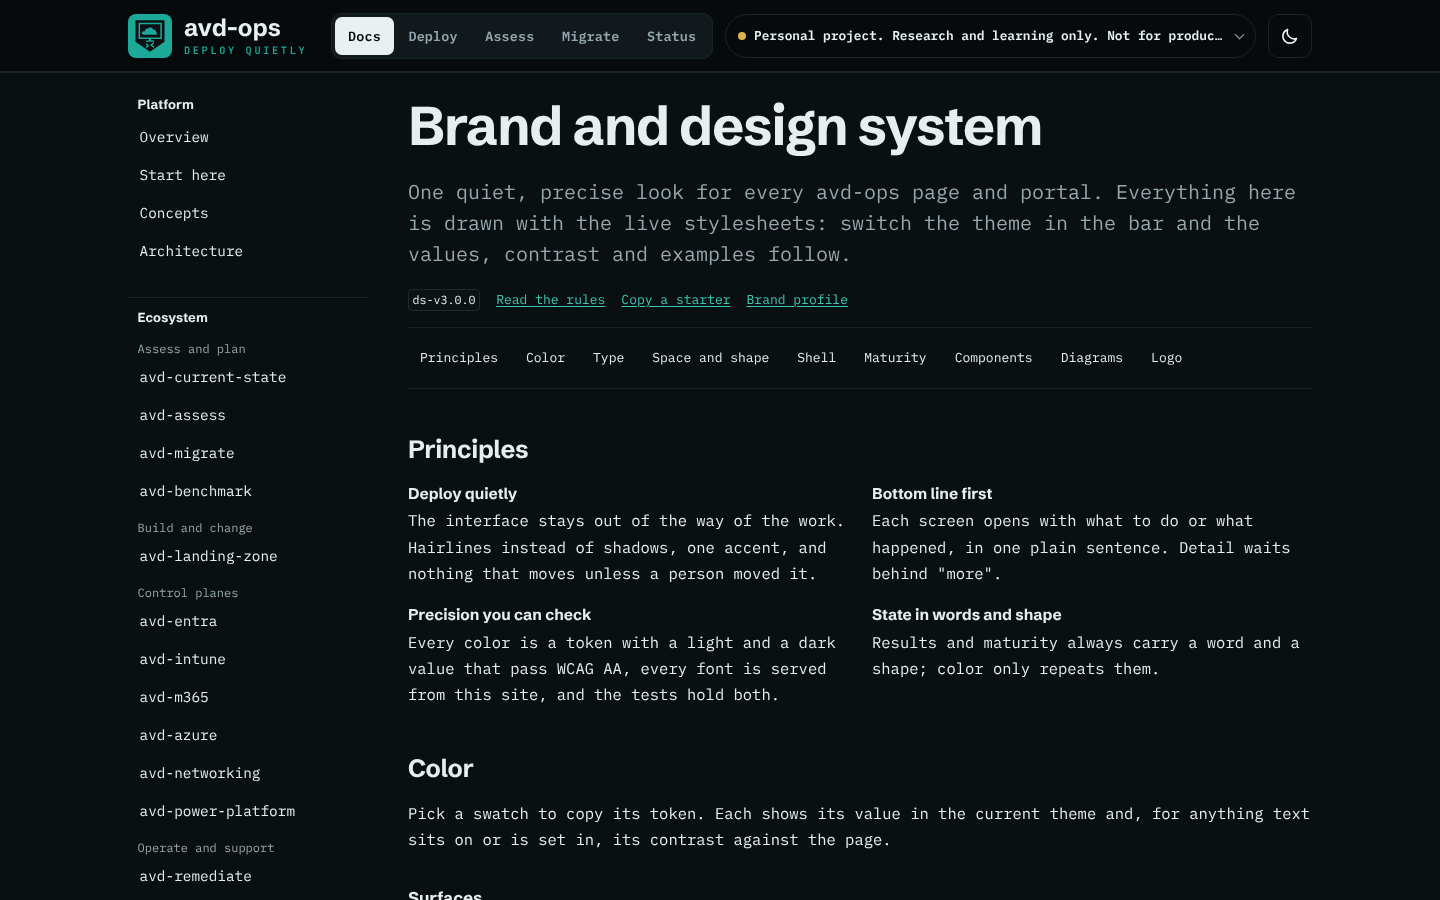 avd-ops
DEPLOY QUIETLY
Docs Deploy Assess Migrate Status
Personal project. Research and learning only. Not for produc…
Platform
Overview
Start here
Concepts
Architecture
Ecosystem
Assess and plan
avd-current-state
avd-assess
avd-migrate
avd-benchmark
Build and change
avd-landing-zone
Control planes
avd-entra
avd-intune
avd-m365
avd-azure
avd-networking
avd-power-platform
Operate and support
avd-remediate
Brand and design system
One quiet, precise look for every avd-ops page and portal. Everything here
is drawn with the live stylesheets: switch the theme in the bar and the
values, contrast and examples follow.
ds-v3.0.0 Read the rules Copy a starter Brand profile
Principles Color Type Space and shape Shell Maturity Components Diagrams Logo
Principles
Deploy quietly
The interface stays out of the way of the work.
Hairlines instead of shadows, one accent, and
nothing that moves unless a person moved it.
Bottom line first
Each screen opens with what to do or what
happened, in one plain sentence. Detail waits
behind "more".
Precision you can check
Every color is a token with a light and a dark
value that pass WCAG AA, every font is served
from this site, and the tests hold both.
State in words and shape
Results and maturity always carry a word and a
shape; color only repeats them.
Color
Pick a swatch to copy its token. Each shows its value in the current theme and, for anything text
sits on or is set in, its contrast against the page.
Surfaces